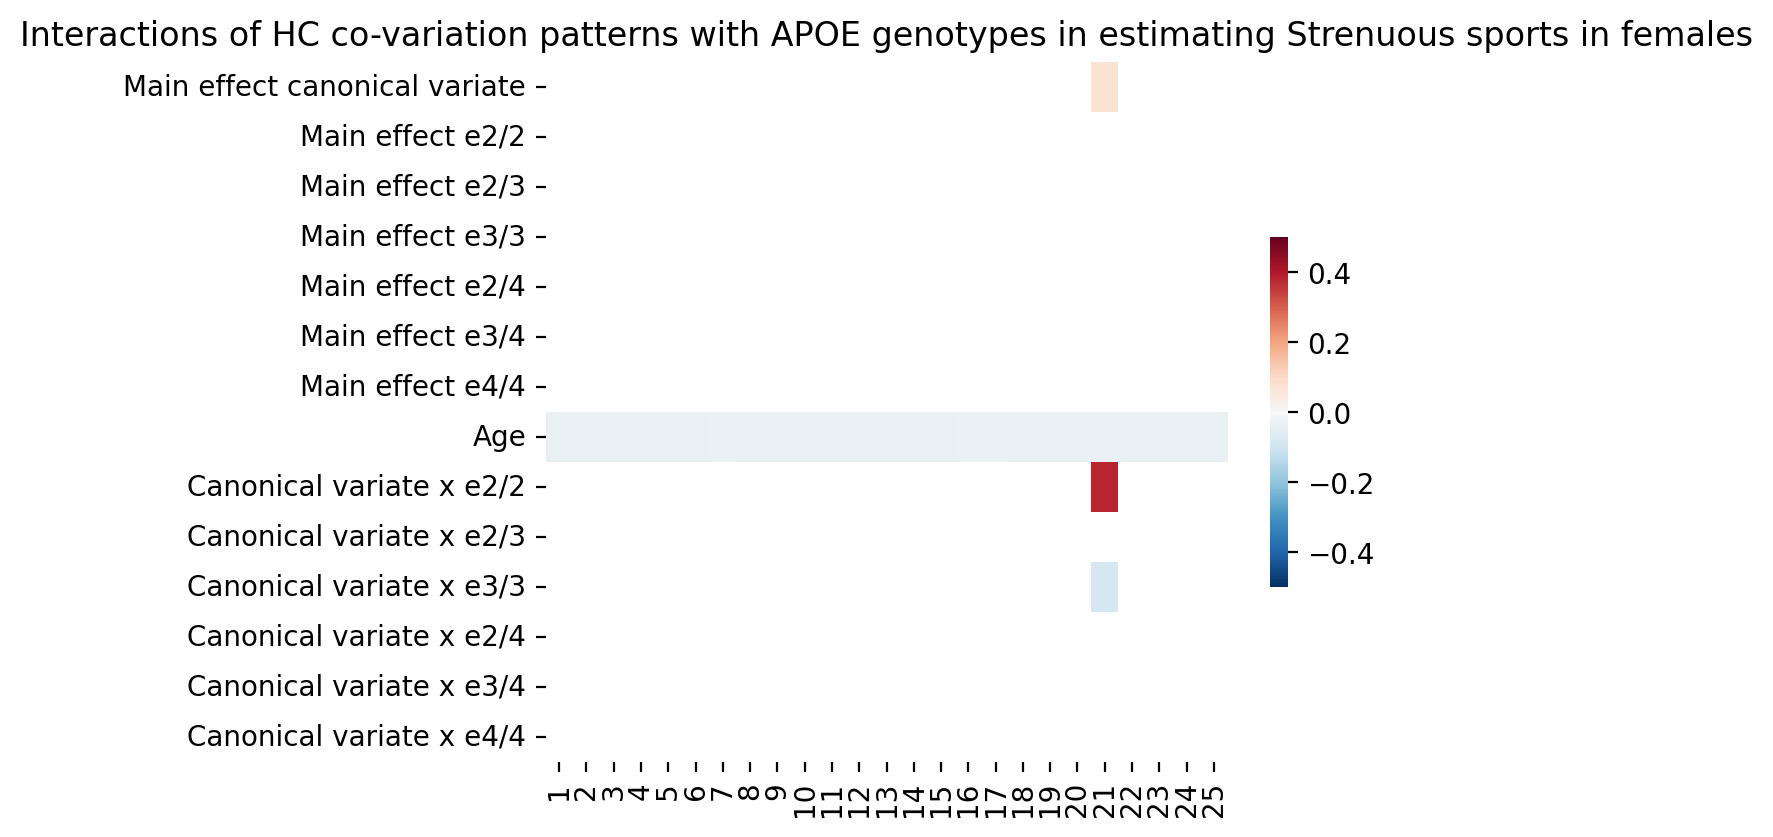 Interactions of HC co-variation patterns with APOE genotypes in estimating Strenuous sports in females
Main effect canonical variate
Main effect e2/2
Main effect e2/3
Main effect e3/3
Main effect e2/4
Main effect e3/4
Main effect e4/4
Age
Canonical variate x e2/2
Canonical variate x e2/3
Canonical variate x e3/3
Canonical variate x e2/4
Canonical variate x e3/4
Canonical variate x e4/4
1 2 3 4 5 6 7 8 9 10 11 12 13 14 15 16 17 18 19 20 21 22 23 24 25
0.4
0.2
0.0
−0.2
−0.4